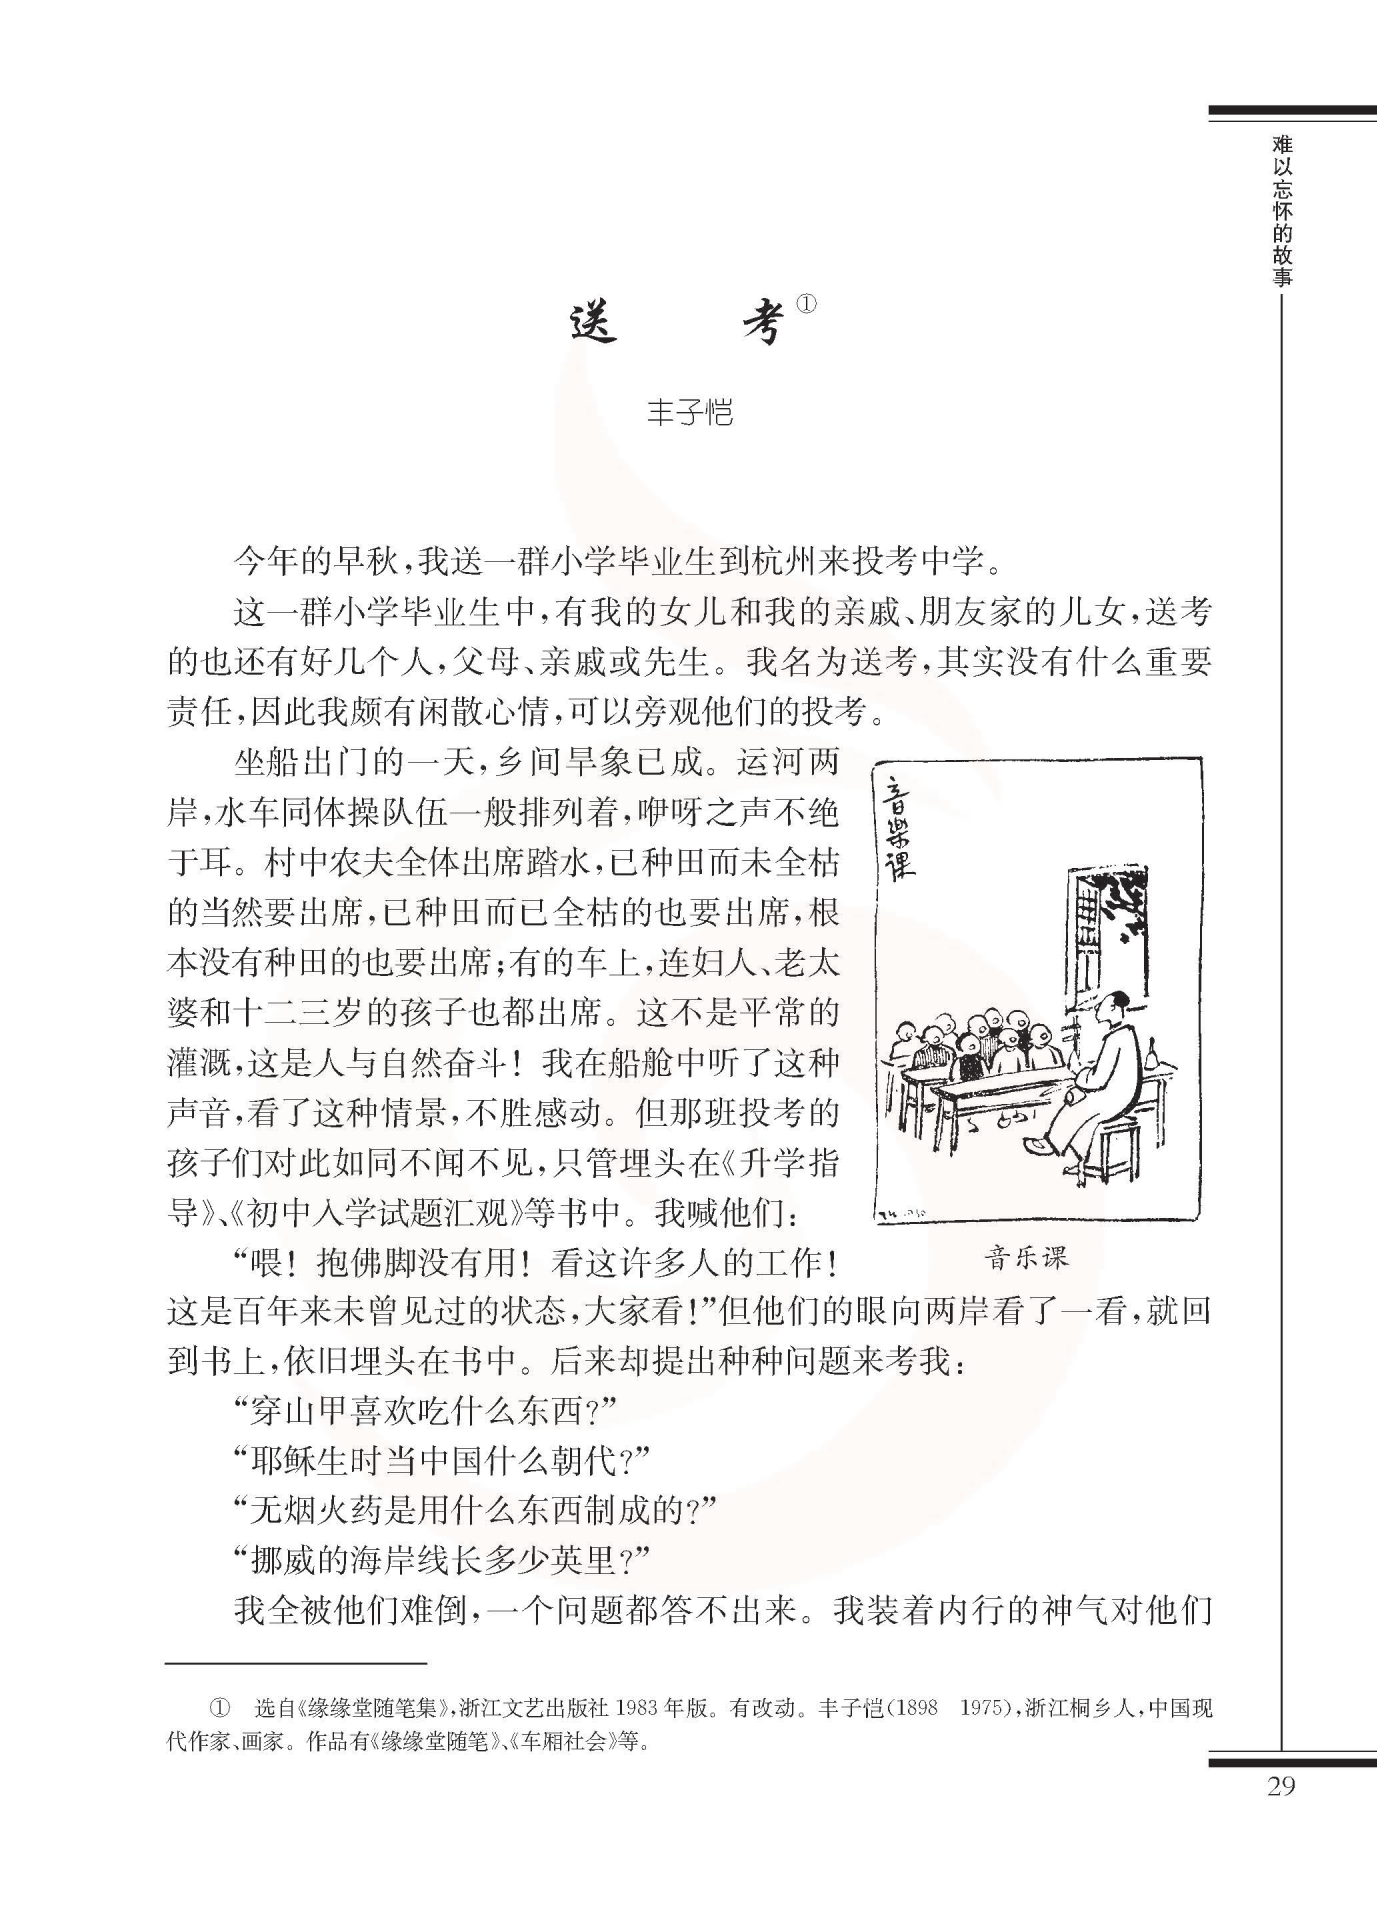 难以忘怀的故事
送 考①
丰子恺
今年的早秋,我送一群小学毕业生到杭州来投考中学。
这一群小学毕业生中,有我的女儿和我的亲戚、朋友家的儿女,送考
的也还有好几个人,父母、亲戚或先生。我名为送考,其实没有什么重要
责任,因此我颇有闲散心情,可以旁观他们的投考。
坐船出门的一天,乡间旱象已成。运河两
岸,水车同体操队伍一般排列着,咿呀之声不绝
于耳。村中农夫全体出席踏水,已种田而未全枯
的当然要出席,已种田而已全枯的也要出席,根
本没有种田的也要出席;有的车上,连妇人、老太
婆和十二三岁的孩子也都出席。这不是平常的
灌溉,这是人与自然奋斗!我在船舱中听了这种
声音,看了这种情景,不胜感动。但那班投考的
孩子们对此如同不闻不见,只管埋头在《升学指
导》、《初中入学试题汇观》等书中。我喊他们:
“喂!抱佛脚没有用!看这许多人的工作!
这是百年来未曾见过的状态,大家看!”但他们的眼向两岸看了一看,就回
到书上,依旧埋头在书中。后来却提出种种问题来考我:
“穿山甲喜欢吃什么东西?”
“耶稣生时当中国什么朝代?”
“无烟火药是用什么东西制成的?”
“挪威的海岸线长多少英里?”
我全被他们难倒,一个问题都答不出来。我装着内行的神气对他们
音樂课
音乐课
① 选自《缘缘堂随笔集》,浙江文艺出版社 1983 年版。有改动。丰子恺(1898 1975),浙江桐乡人,中国现
代作家、画家。作品有《缘缘堂随笔》、《车厢社会》等。
29